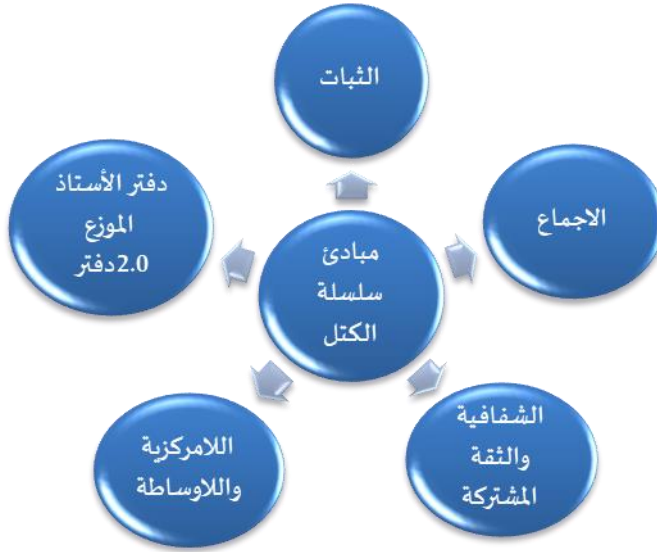 الثبات
الاجماع
الشفافية
والثقة
المشتركة
اللامركزية
واللاوساطة
دفتر الأستاذ
الموزع
2.0دفتر
مبادئ
سلسلة
الكتل